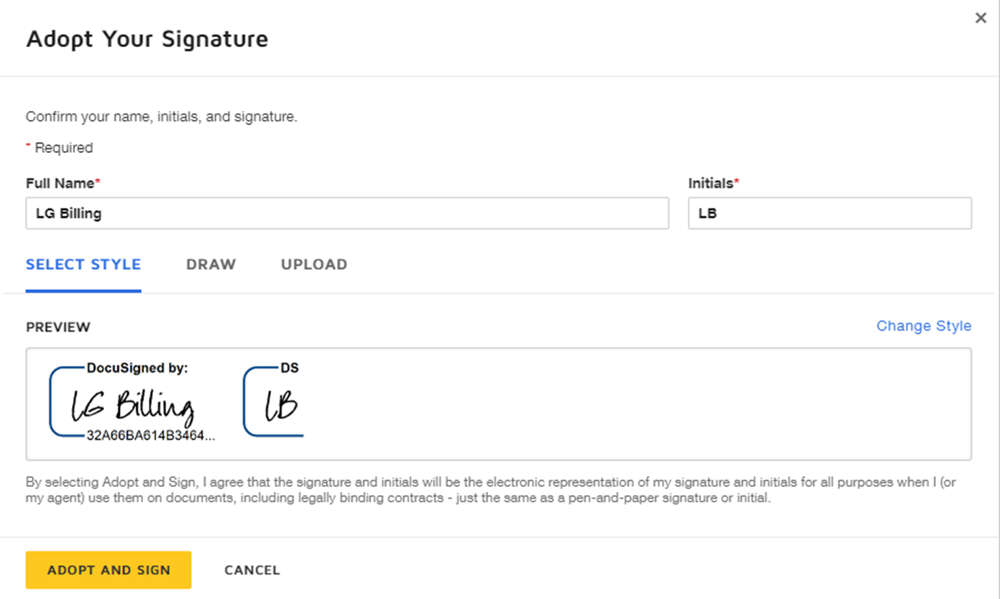 Adopt Your Signature
Confirm your name, initials, and signature.
* Required
Full Name*
Initials*
LG Billing
LB
SELECT STYLE
DRAW
UPLOAD
PREVIEW
Change Style
DocuSigned by:
LG Billing
32A66BA614B3464...
DS
LB
By selecting Adopt and Sign, I agree that the signature and initials will be the electronic representation of my signature and initials for all purposes when I (or
my agent) use them on documents, including legally binding contracts - just the same as a pen-and-paper signature or initial.
ADOPT AND SIGN
CANCEL